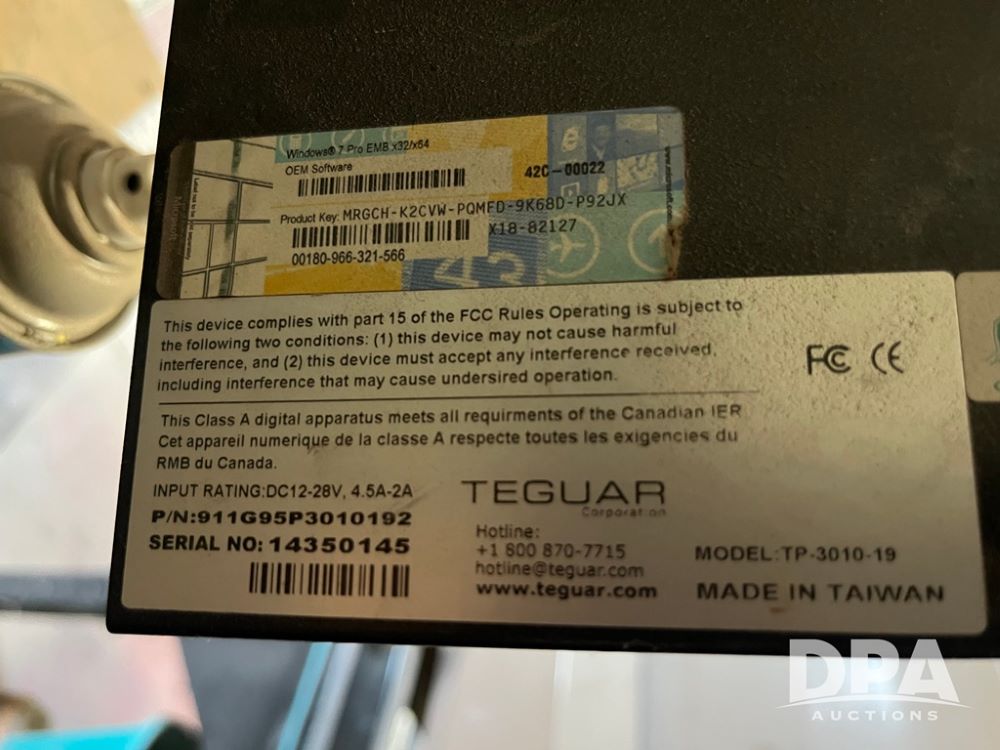 Windows® 7 Pro EMB x32/x64
OEM Software
42C-00022
Product Key: MRGCH-K2CVW-PQMFD-9K68D-P92JX
X18-82127
00180-966-321-566
This device complies with part 15 of the FCC Rules Operating is subject to
the following two conditions: (1) this device may not cause harmful
interference, and (2) this device must accept any interference received,
including interference that may cause undersired operation.
FC CE
This Class A digital apparatus meets all requirments of the Canadian IER
Cet appareil numerique de la classe A respecte toutes les exigencies du
RMB du Canada.
INPUT RATING:DC12-28V, 4.5A-2A
P/N:911G95P3010192
SERIAL NO: 14350145
TEGUAR
Corporation
Hotline:
+1 800 870-7715
hotline@teguar.com
www.teguar.com
MODEL:TP-3010-19
MADE IN TAIWAN
DPA
AUCTIONS